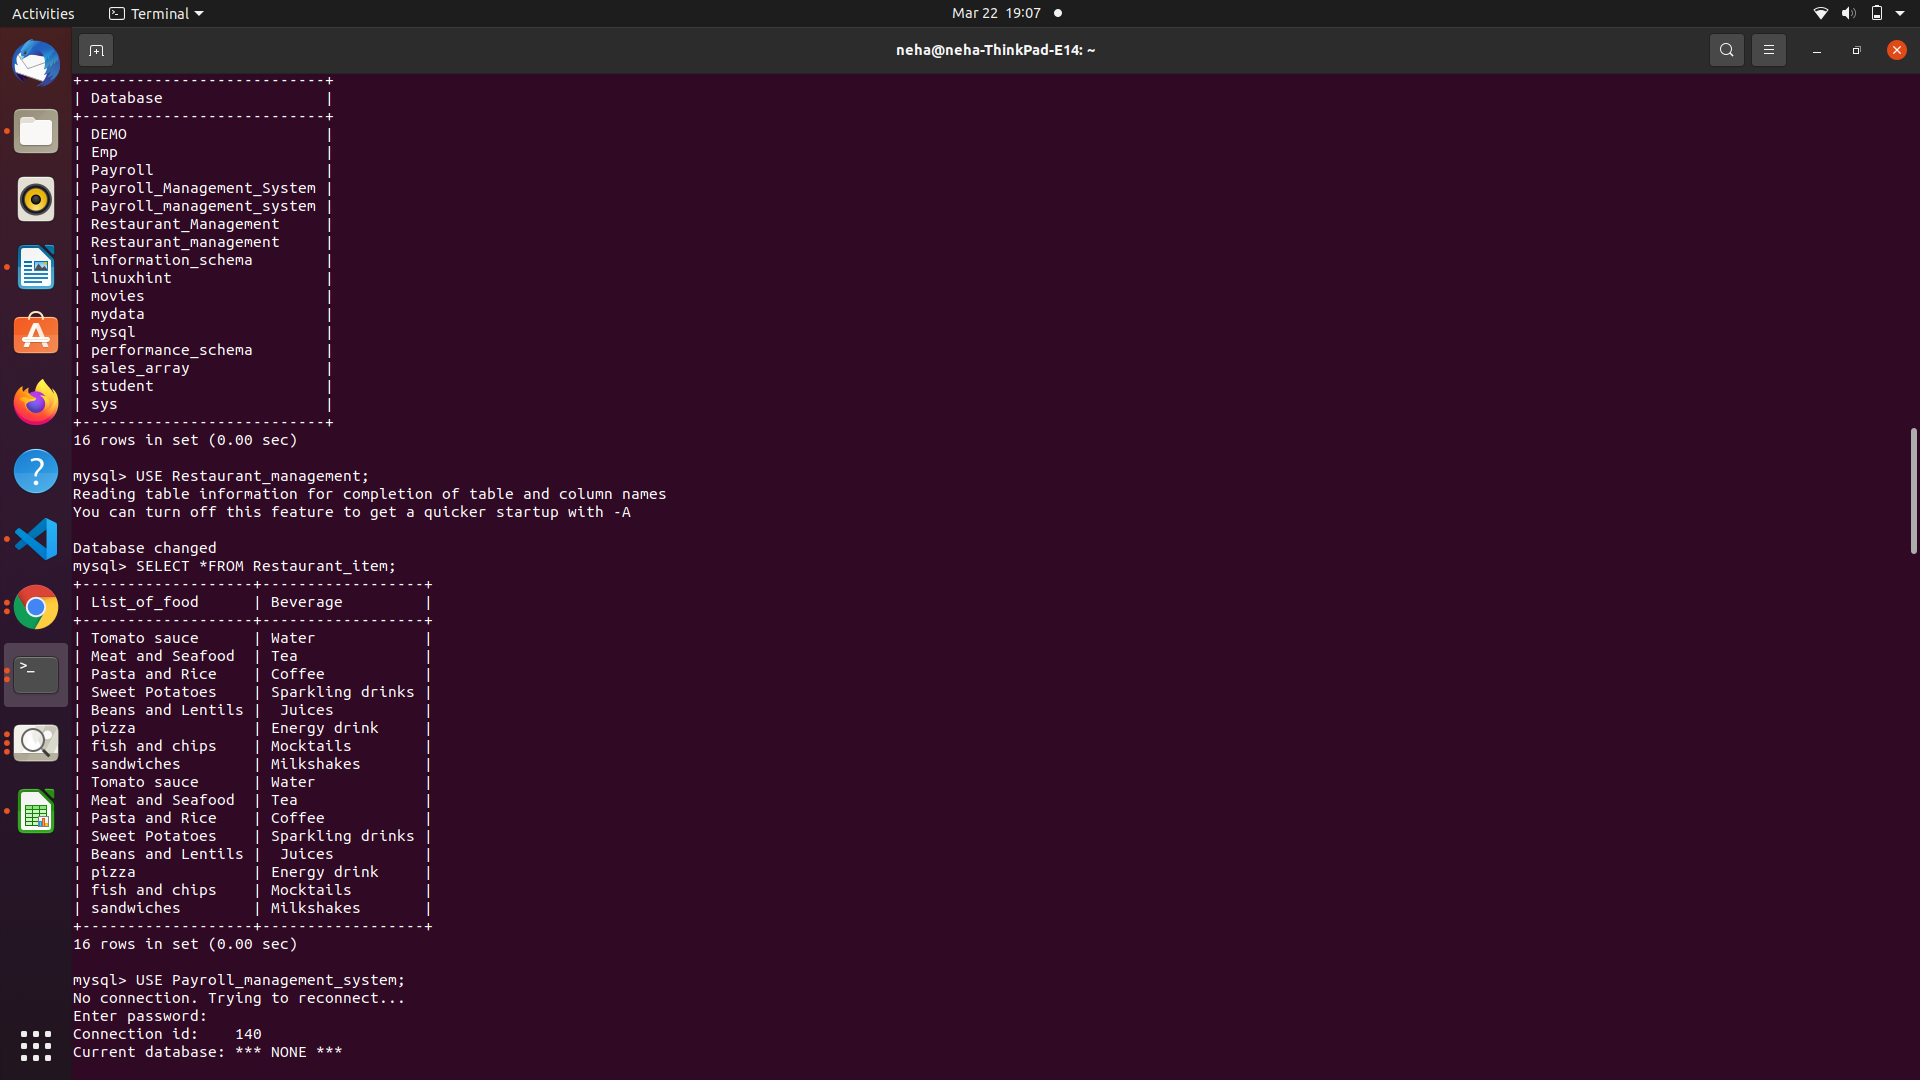 Activities Terminal Mar 22 19:07
neha@neha-ThinkPad-E14: ~
+---------------------------+
| Database                  |
+---------------------------+
| DEMO                      |
| Emp                       |
| Payroll                   |
| Payroll_Management_System |
| Payroll_management_system |
| Restaurant_Management     |
| Restaurant_management     |
| information_schema        |
| linuxhint                 |
| movies                    |
| mydata                    |
| mysql                     |
| performance_schema        |
| sales_array               |
| student                   |
| sys                       |
+---------------------------+
16 rows in set (0.00 sec)

mysql> USE Restaurant_management;
Reading table information for completion of table and column names
You can turn off this feature to get a quicker startup with -A

Database changed
mysql> SELECT *FROM Restaurant_item;
+-------------------+------------------+
| List_of_food      | Beverage         |
+-------------------+------------------+
| Tomato sauce      | Water            |
| Meat and Seafood  | Tea              |
| Pasta and Rice    | Coffee           |
| Sweet Potatoes    | Sparkling drinks |
| Beans and Lentils |  Juices          |
| pizza             | Energy drink     |
| fish and chips    | Mocktails        |
| sandwiches        | Milkshakes       |
| Tomato sauce      | Water            |
| Meat and Seafood  | Tea              |
| Pasta and Rice    | Coffee           |
| Sweet Potatoes    | Sparkling drinks |
| Beans and Lentils |  Juices          |
| pizza             | Energy drink     |
| fish and chips    | Mocktails        |
| sandwiches        | Milkshakes       |
+-------------------+------------------+
16 rows in set (0.00 sec)

mysql> USE Payroll_management_system;
No connection. Trying to reconnect...
Enter password:
Connection id:    140
Current database: *** NONE ***